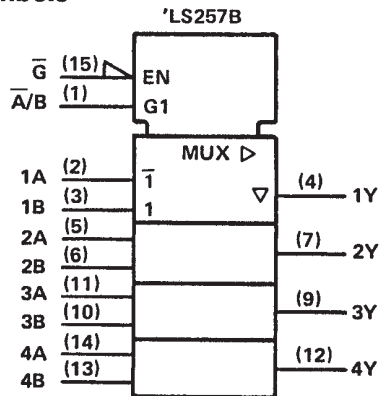 'LS257B
G̅ (15) EN
A̅/B (1) G1
MUX ▷
1A (2) 1̅ ▽ (4) 1Y
1B (3) 1
2A (5) (7) 2Y
2B (6)
3A (11) (9) 3Y
3B (10)
4A (14) (12) 4Y
4B (13)